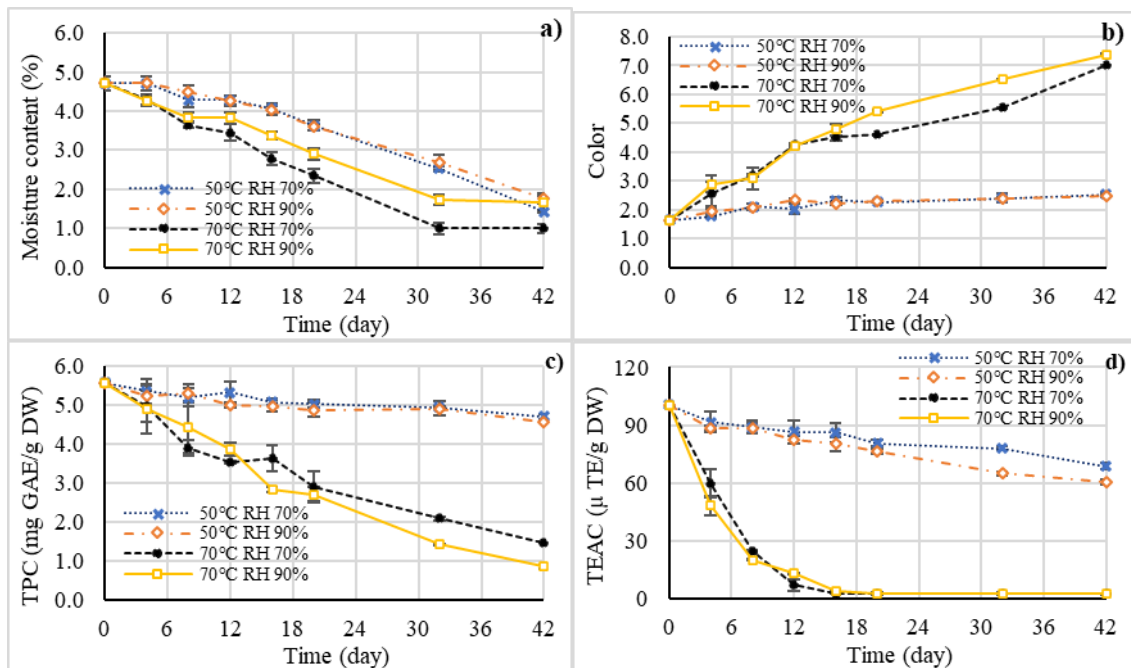 a)
Moisture content (%)
6.0
5.0
4.0
3.0
2.0
1.0
0.0
50°C RH 70%
50°C RH 90%
70°C RH 70%
70°C RH 90%
0 6 12 18 24 30 36 42
Time (day)
b)
Color
8.0
7.0
6.0
5.0
4.0
3.0
2.0
1.0
0.0
50°C RH 70%
50°C RH 90%
70°C RH 70%
70°C RH 90%
0 6 12 18 24 30 36 42
Time (day)
c)
TPC (mg GAE/g DW)
6.0
5.0
4.0
3.0
2.0
1.0
0.0
50°C RH 70%
50°C RH 90%
70°C RH 70%
70°C RH 90%
0 6 12 18 24 30 36 42
Time (day)
d)
TEAC (µ TE/g DW)
120
90
60
30
0
50°C RH 70%
50°C RH 90%
70°C RH 70%
70°C RH 90%
0 6 12 18 24 30 36 42
Time (day)